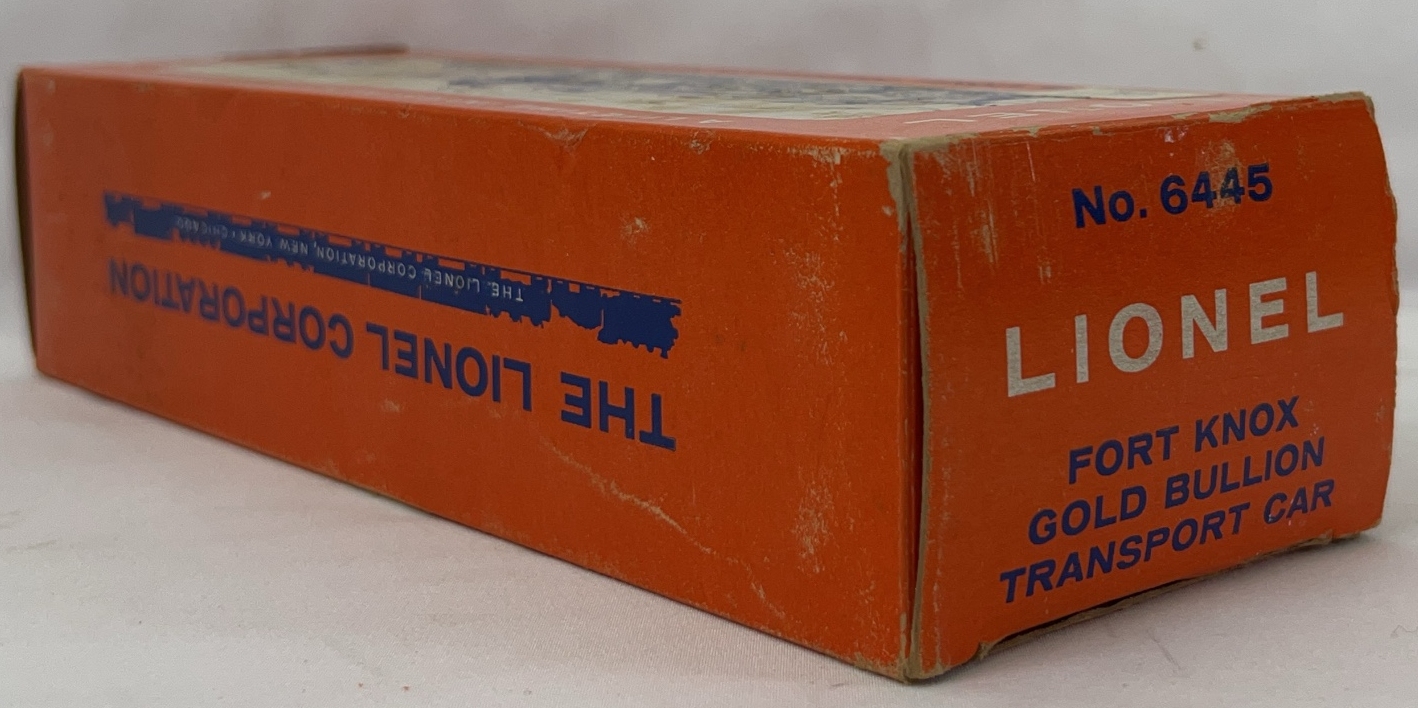 No. 6445
LIONEL
FORT KNOX
GOLD BULLION
TRANSPORT CAR
THE LIONEL CORPORATION
THE LIONEL CORPORATION, NEW YORK • CHICAGO